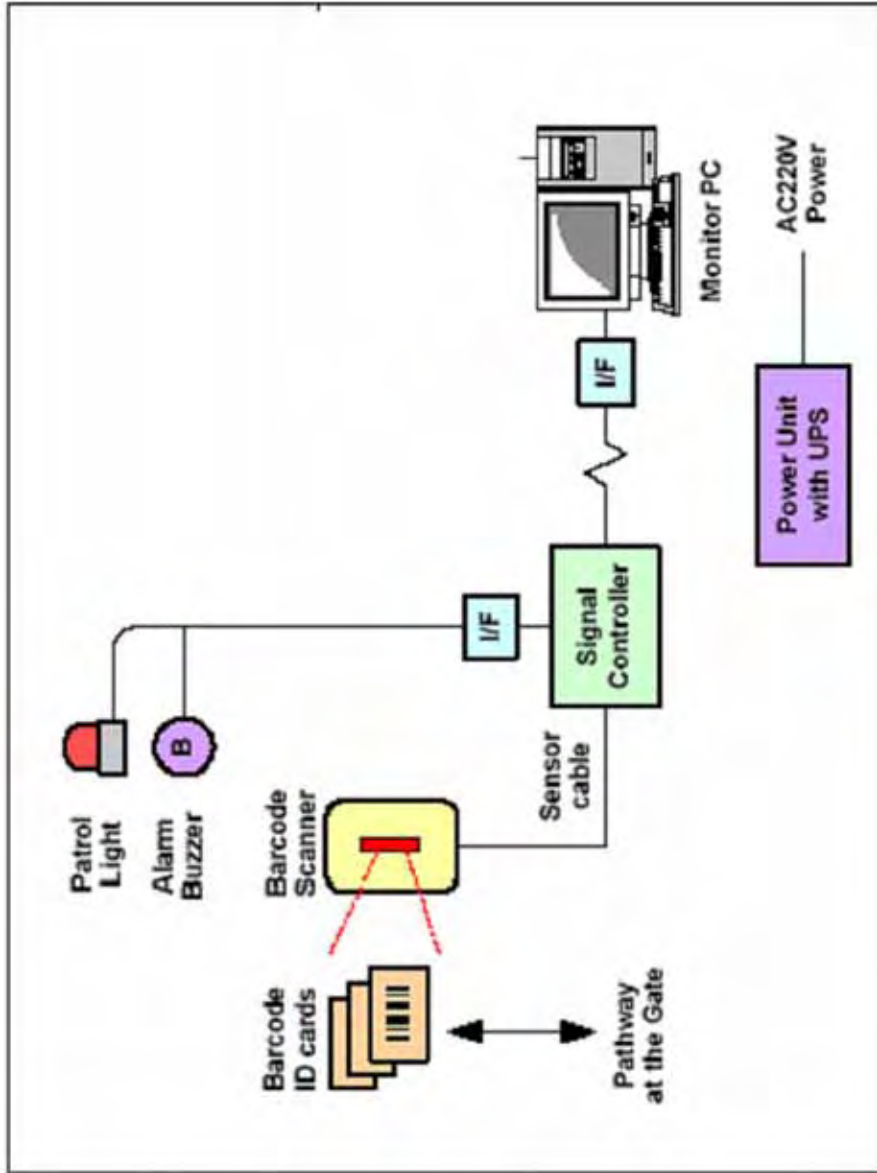 Patrol
Light
Alarm
Buzzer
B
Barcode
Scanner
Barcode
ID cards
Pathway
at the Gate
Sensor
cable
I/F
Signal
Controller
I/F
Monitor PC
Power Unit
with UPS
AC220V
Power